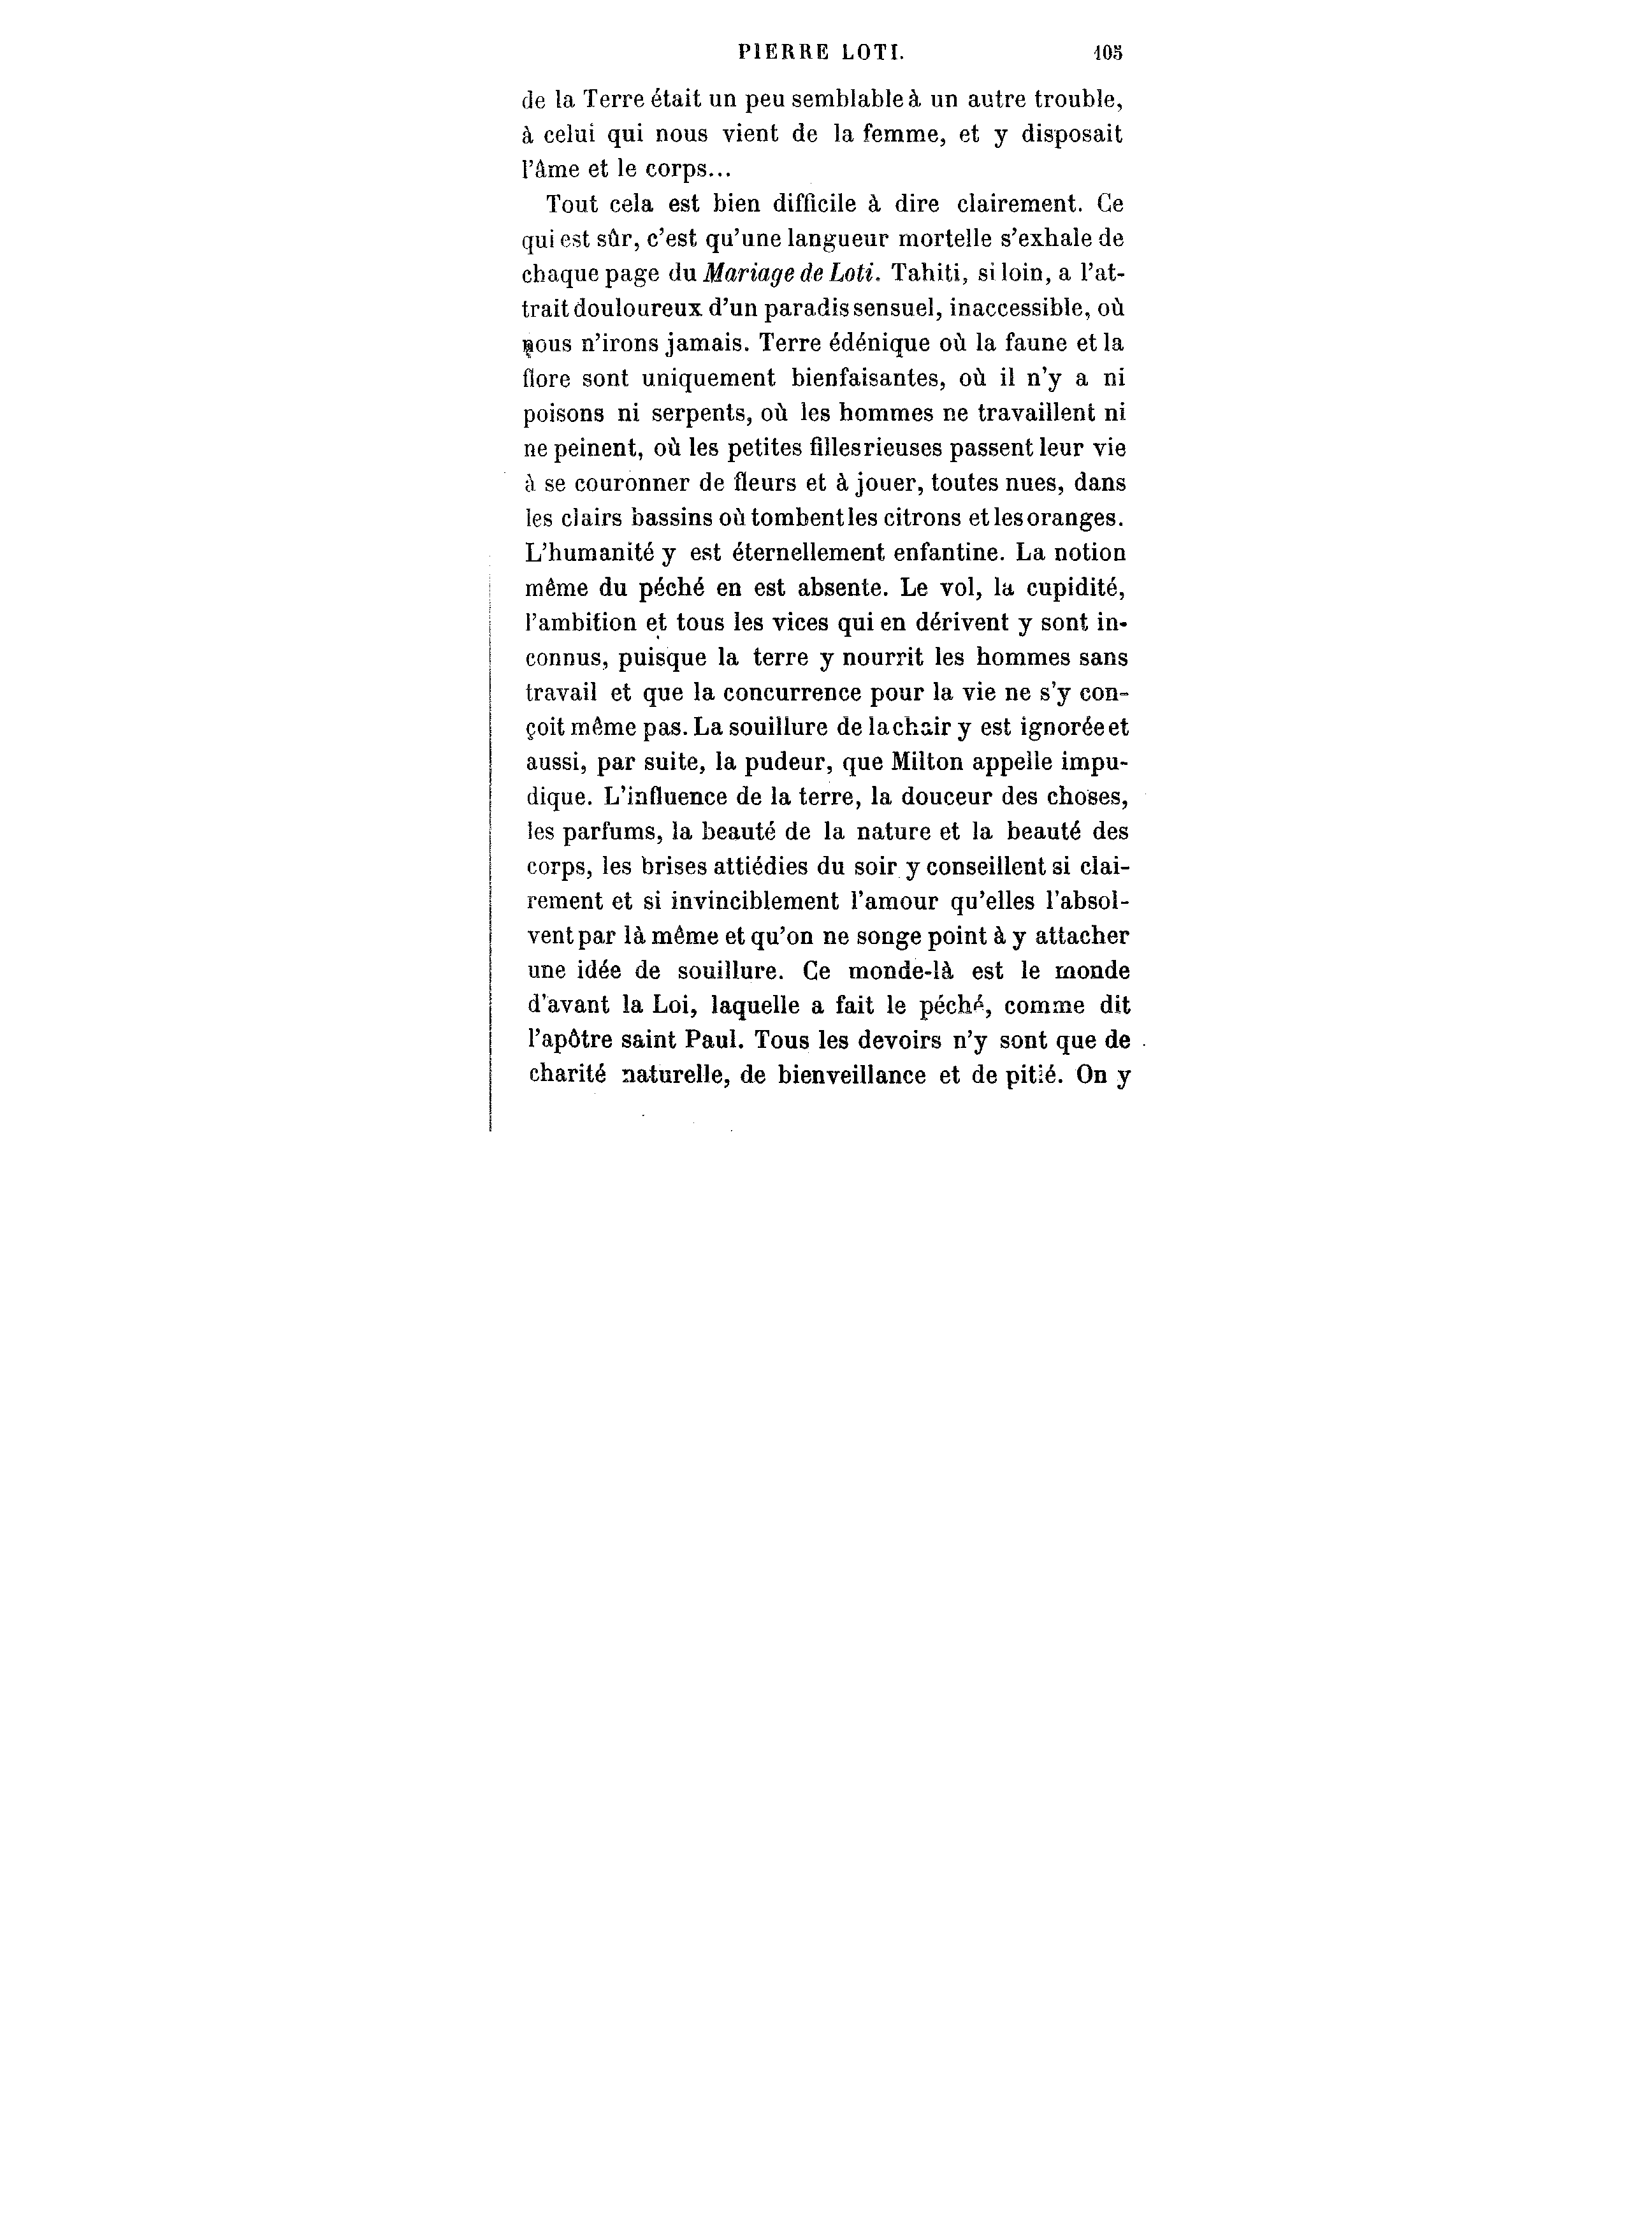 PIERRE LOTI. 105
de la Terre était un peu semblable à un autre trouble,
à celui qui nous vient de la femme, et y disposait
l'âme et le corps...
Tout cela est bien difficile à dire clairement. Ce
qui est sûr, c'est qu'une langueur mortelle s'exhale de
chaque page du Mariage de Loti. Tahiti, si loin, a l'at-
trait douloureux d'un paradis sensuel, inaccessible, où
nous n'irons jamais. Terre édénique où la faune et la
flore sont uniquement bienfaisantes, où il n'y a ni
poisons ni serpents, où les hommes ne travaillent ni
ne peinent, où les petites filles rieuses passent leur vie
à se couronner de fleurs et à jouer, toutes nues, dans
les clairs bassins où tombent les citrons et les oranges.
L'humanité y est éternellement enfantine. La notion
même du péché en est absente. Le vol, la cupidité,
l'ambition et tous les vices qui en dérivent y sont in-
connus, puisque la terre y nourrit les hommes sans
travail et que la concurrence pour la vie ne s'y con-
çoit même pas. La souillure de la chair y est ignorée et
aussi, par suite, la pudeur, que Milton appelle impu-
dique. L'influence de la terre, la douceur des choses,
les parfums, la beauté de la nature et la beauté des
corps, les brises attiédies du soir y conseillent si clai-
rement et si invinciblement l'amour qu'elles l'absol-
vent par là même et qu'on ne songe point à y attacher
une idée de souillure. Ce monde-là est le monde
d'avant la Loi, laquelle a fait le péché, comme dit
l'apôtre saint Paul. Tous les devoirs n'y sont que de
charité naturelle, de bienveillance et de pitié. On y